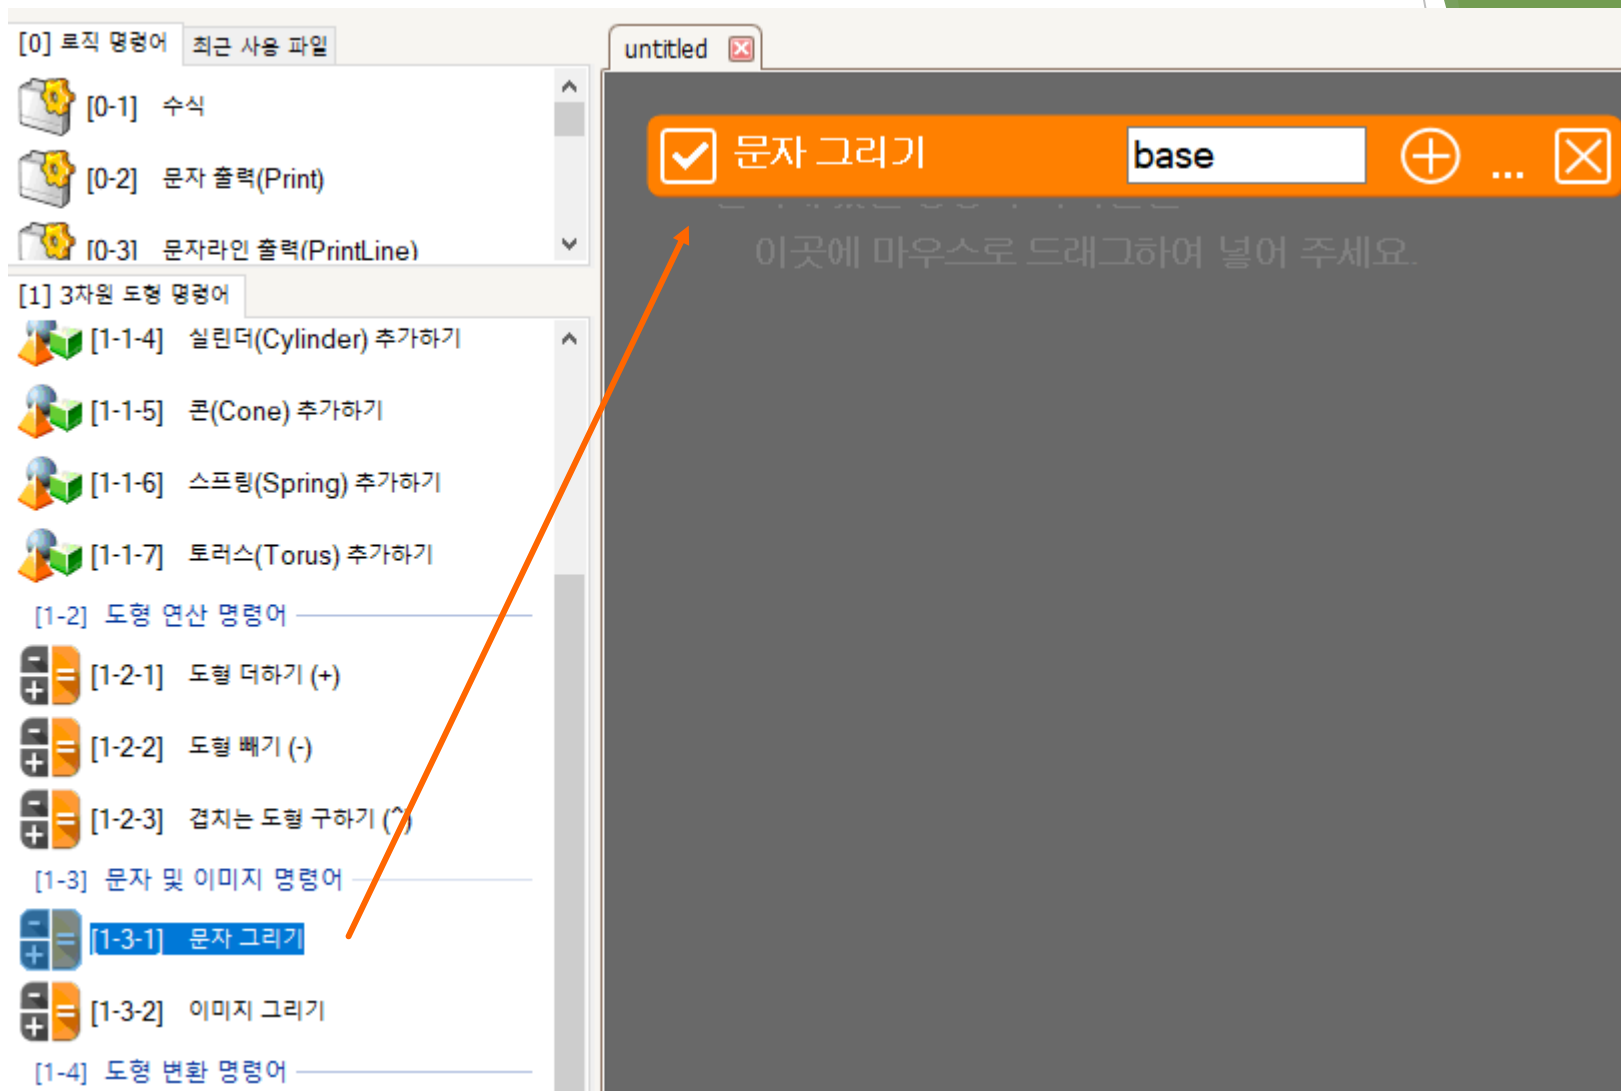 [0] 로직 명령어
최근 사용 파일
[0-1] 수식
[0-2] 문자 출력(Print)
[0-3] 문자라인 출력(PrintLine)
[1] 3차원 도형 명령어
[1-1-4] 실린더(Cylinder) 추가하기
[1-1-5] 콘(Cone) 추가하기
[1-1-6] 스프링(Spring) 추가하기
[1-1-7] 토러스(Torus) 추가하기
[1-2] 도형 연산 명령어
[1-2-1] 도형 더하기 (+)
[1-2-2] 도형 빼기 (-)
[1-2-3] 겹치는 도형 구하기 (^)
[1-3] 문자 및 이미지 명령어
[1-3-1] 문자 그리기
[1-3-2] 이미지 그리기
[1-4] 도형 변환 명령어
untitled
문자 그리기 base ...
이곳에 마우스로 드래그하여 넣어 주세요.